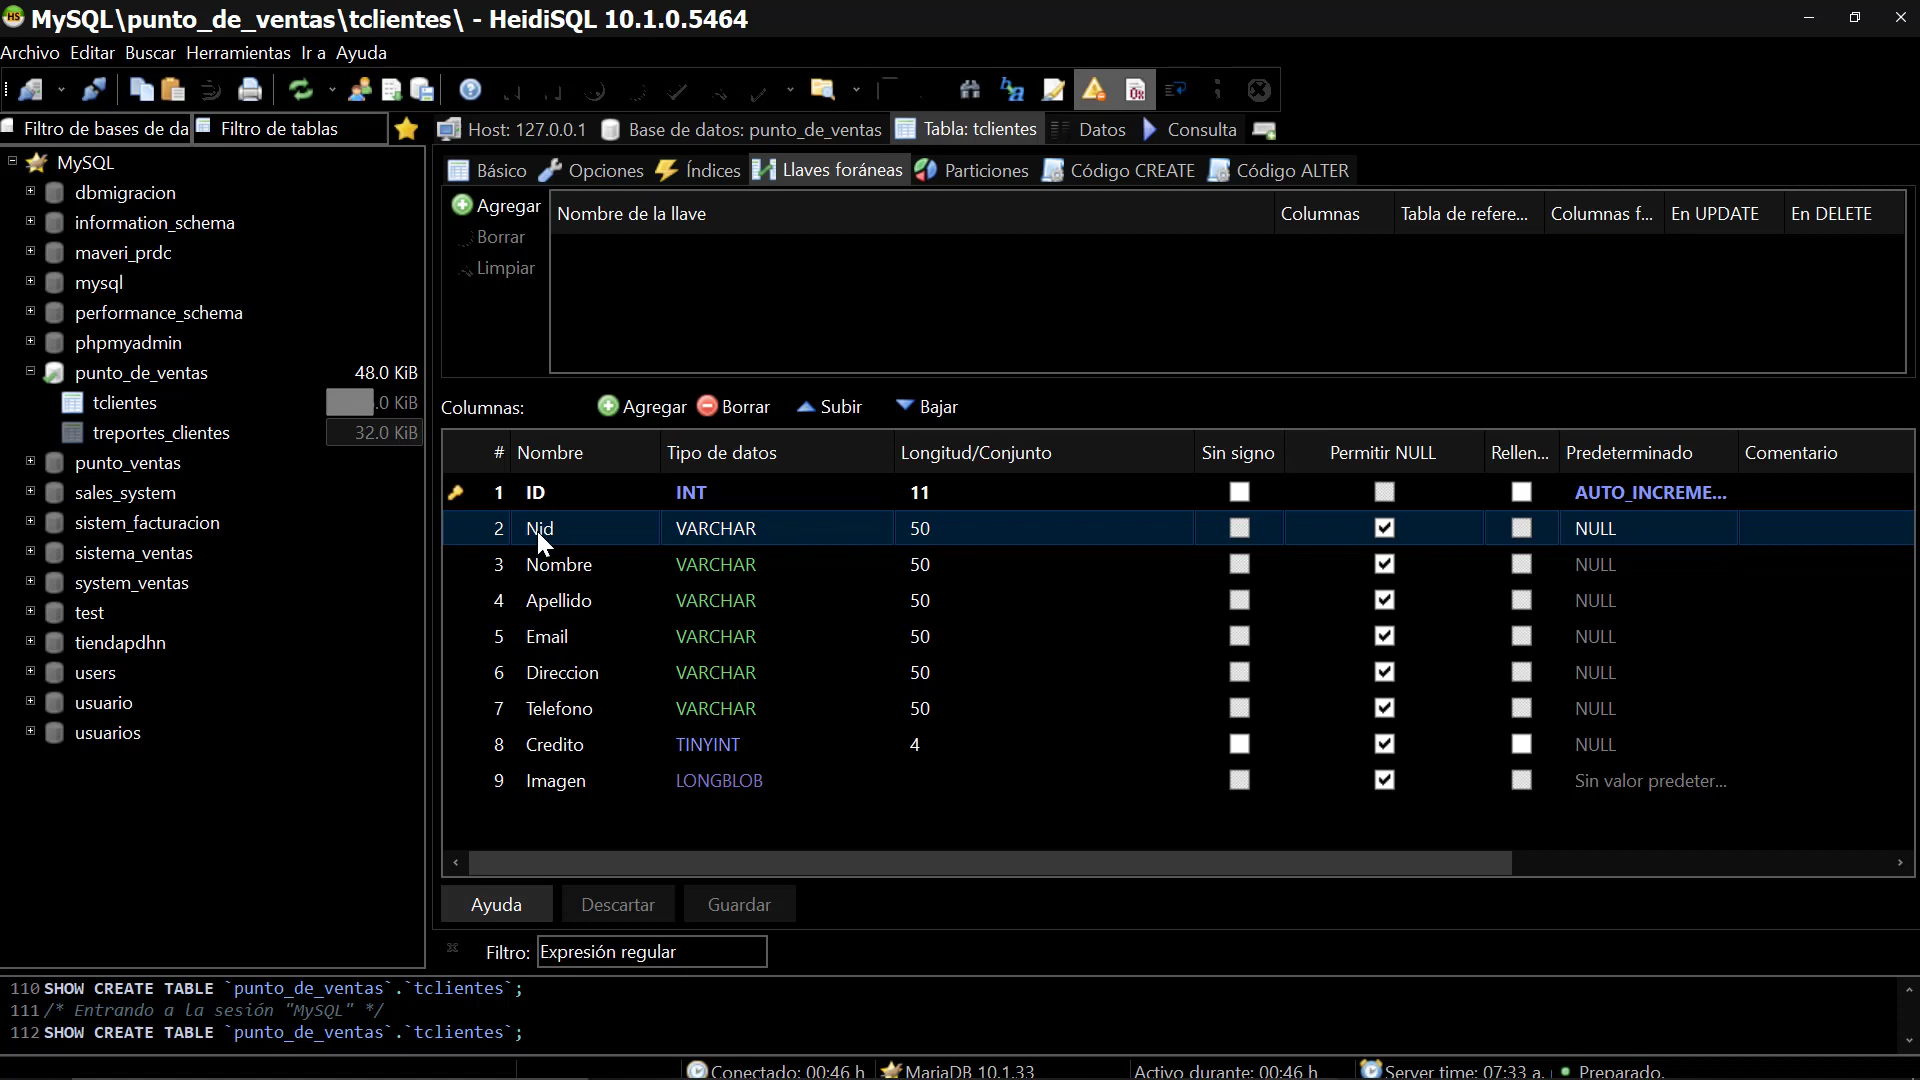 MySQL\punto_de_ventas\tclientes\ - HeidiSQL 10.1.0.5464
Archivo Editar Buscar Herramientas Ir a Ayuda
Filtro de bases de da Filtro de tablas
Host: 127.0.0.1 Base de datos: punto_de_ventas Tabla: tclientes Datos Consulta
MySQL
dbmigracion
information_schema
maveri_prdc
mysql
performance_schema
phpmyadmin
punto_de_ventas 48.0 KiB
tclientes .0 KiB
treportes_clientes 32.0 KiB
punto_ventas
sales_system
sistem_facturacion
sistema_ventas
system_ventas
test
tiendapdhn
users
usuario
usuarios
Básico Opciones Índices Llaves foráneas Particiones Código CREATE Código ALTER
Agregar
Borrar
Limpiar
Nombre de la llave Columnas Tabla de refere... Columnas f... En UPDATE En DELETE
Columnas: Agregar Borrar Subir Bajar
# Nombre Tipo de datos Longitud/Conjunto Sin signo Permitir NULL Rellen... Predeterminado Comentario
1 ID INT 11 AUTO_INCREME...
2 Nid VARCHAR 50 NULL
3 Nombre VARCHAR 50 NULL
4 Apellido VARCHAR 50 NULL
5 Email VARCHAR 50 NULL
6 Direccion VARCHAR 50 NULL
7 Telefono VARCHAR 50 NULL
8 Credito TINYINT 4 NULL
9 Imagen LONGBLOB Sin valor predeter...
Ayuda Descartar Guardar
Filtro: Expresión regular
110 SHOW CREATE TABLE `punto_de_ventas`.`tclientes`;
111 /* Entrando a la sesión "MySQL" */
112 SHOW CREATE TABLE `punto_de_ventas`.`tclientes`;
Conectado: 00:46 h MariaDB 10.1.33 Activo durante: 00:46 h Server time: 07:33 a. Preparado.